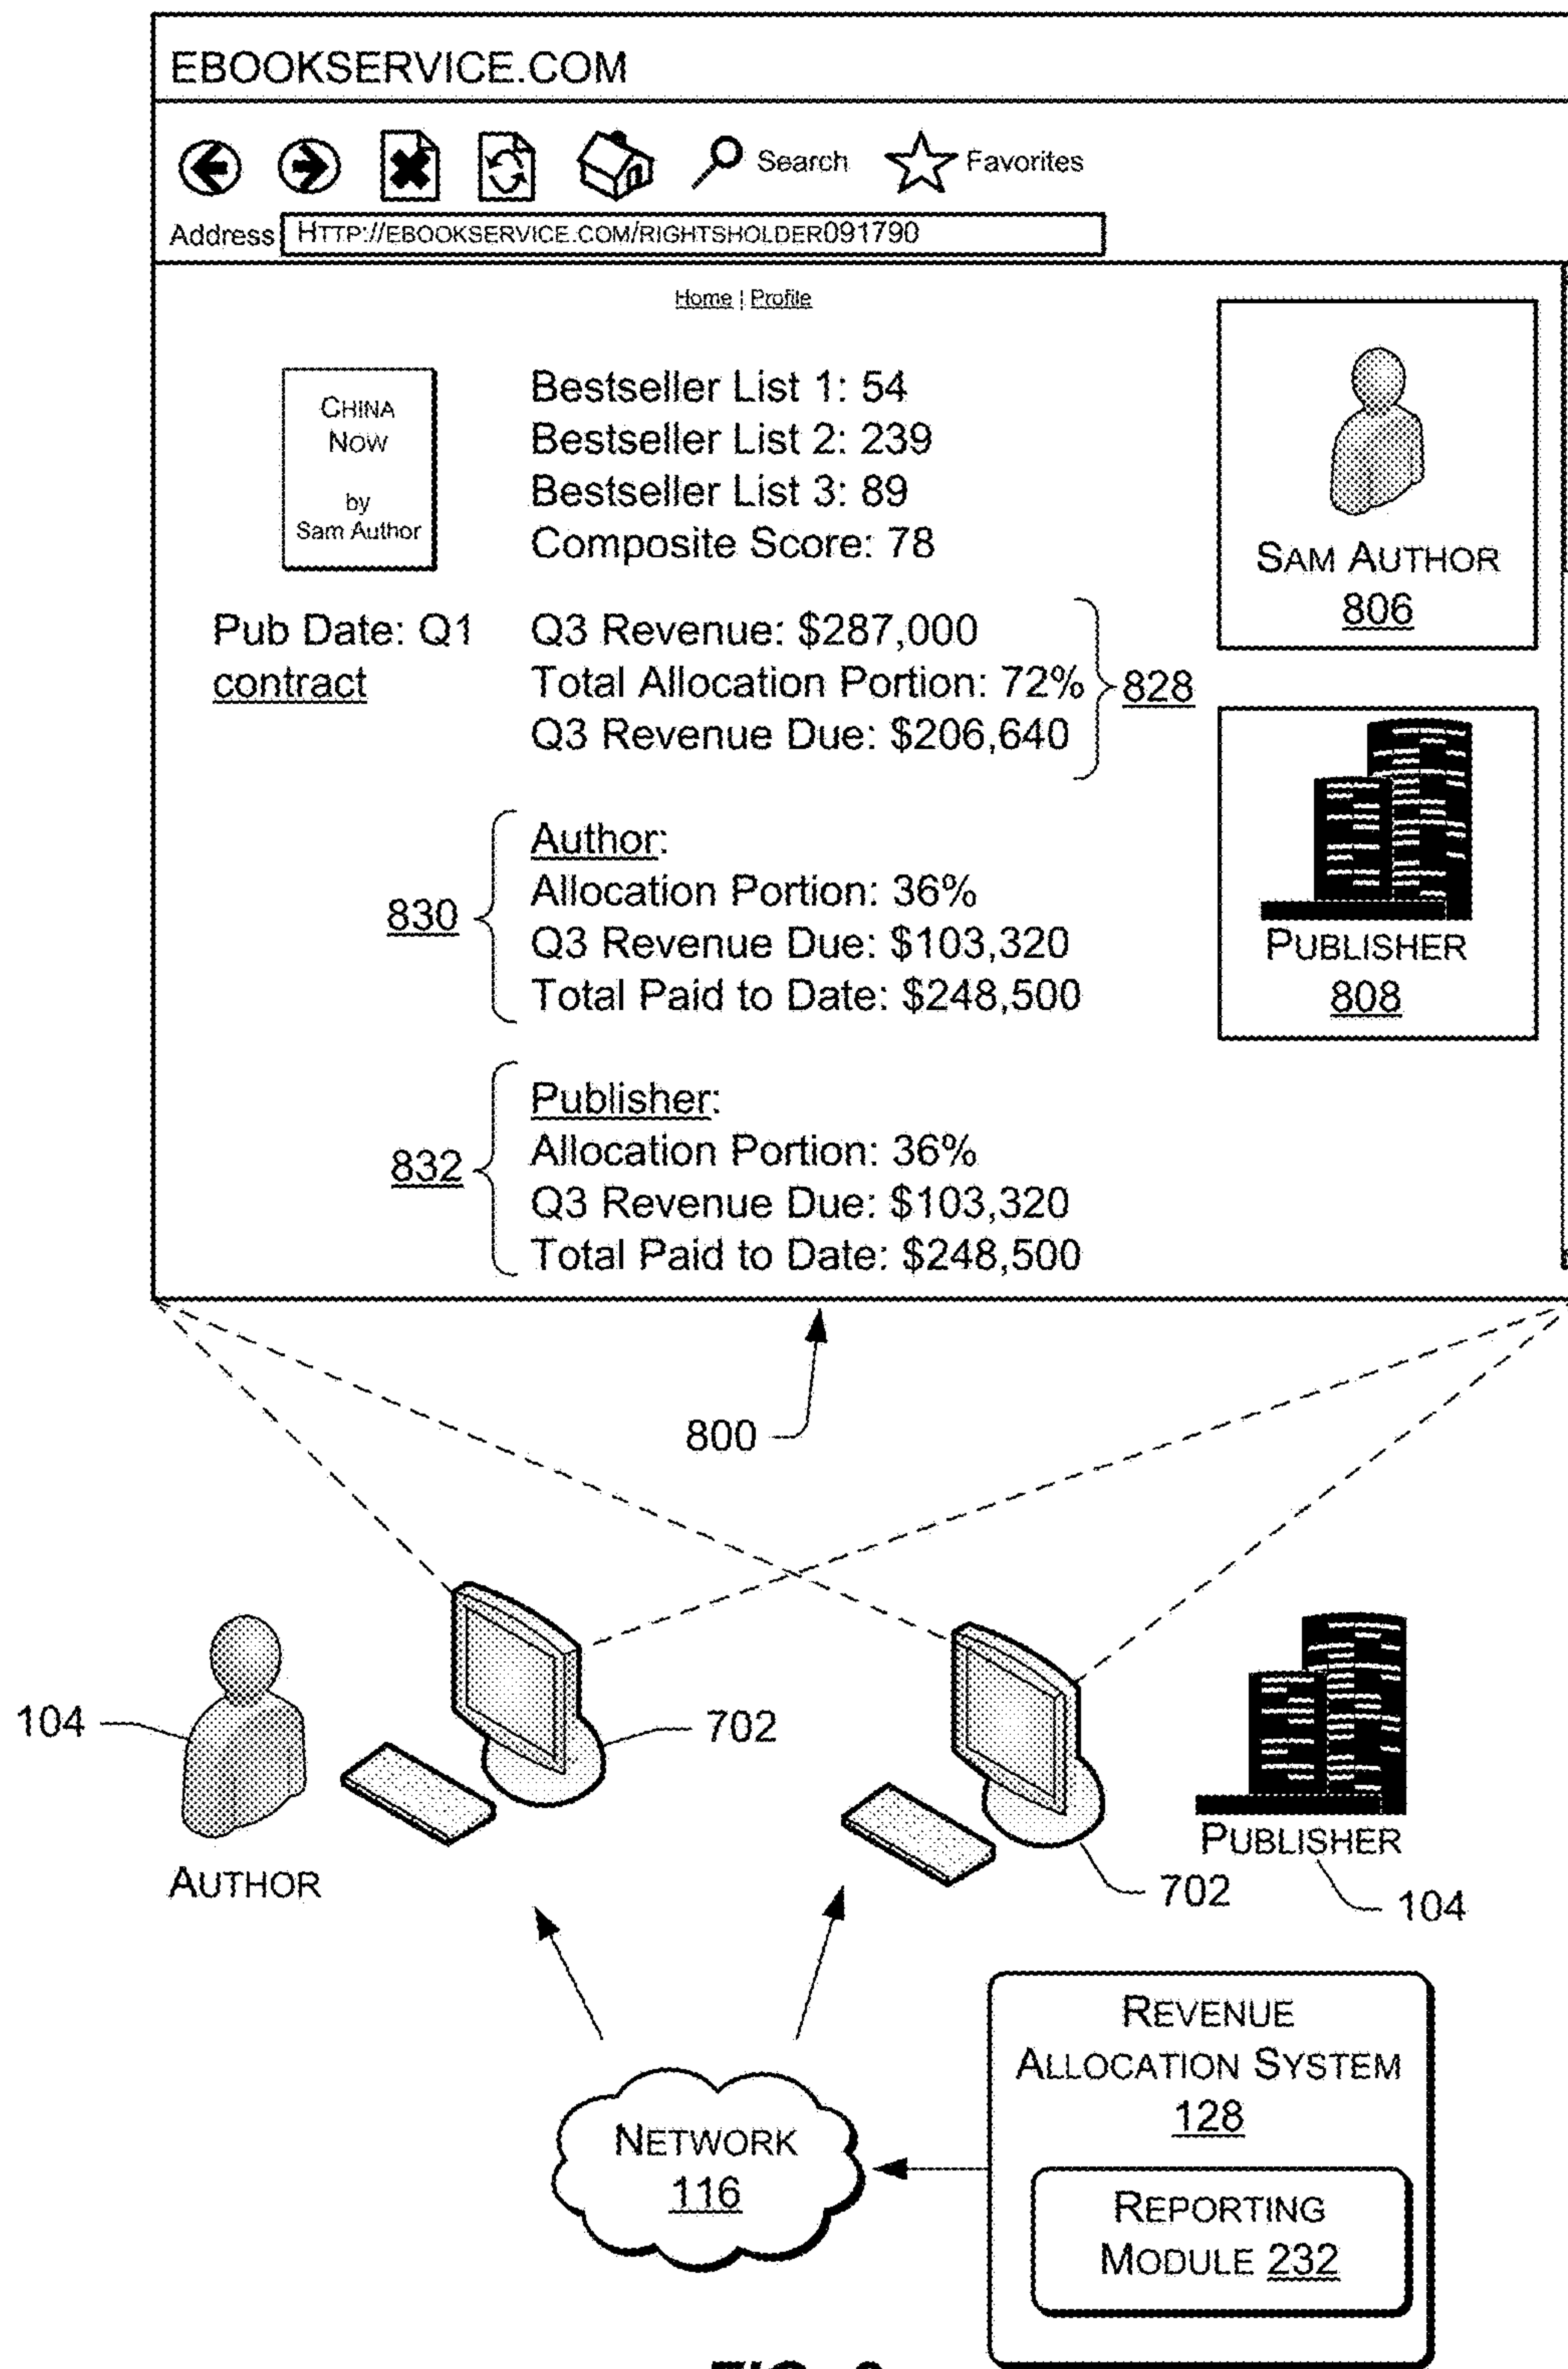 EBOOKSERVICE.COM
Search
Favorites
Address
HTTP://EBOOKSERVICE.COM/RIGHTSHOLDER091790
Home | Profile
CHINA
NOW
by
Sam Author
Pub Date: Q1
contract
Bestseller List 1: 54
Bestseller List 2: 239
Bestseller List 3: 89
Composite Score: 78
Q3 Revenue: $287,000
Total Allocation Portion: 72%
Q3 Revenue Due: $206,640
828
SAM AUTHOR
806
PUBLISHER
808
830
Author:
Allocation Portion: 36%
Q3 Revenue Due: $103,320
Total Paid to Date: $248,500
832
Publisher:
Allocation Portion: 36%
Q3 Revenue Due: $103,320
Total Paid to Date: $248,500
800
104
AUTHOR
702
702
PUBLISHER
104
NETWORK
116
REVENUE
ALLOCATION SYSTEM
128
REPORTING
MODULE 232